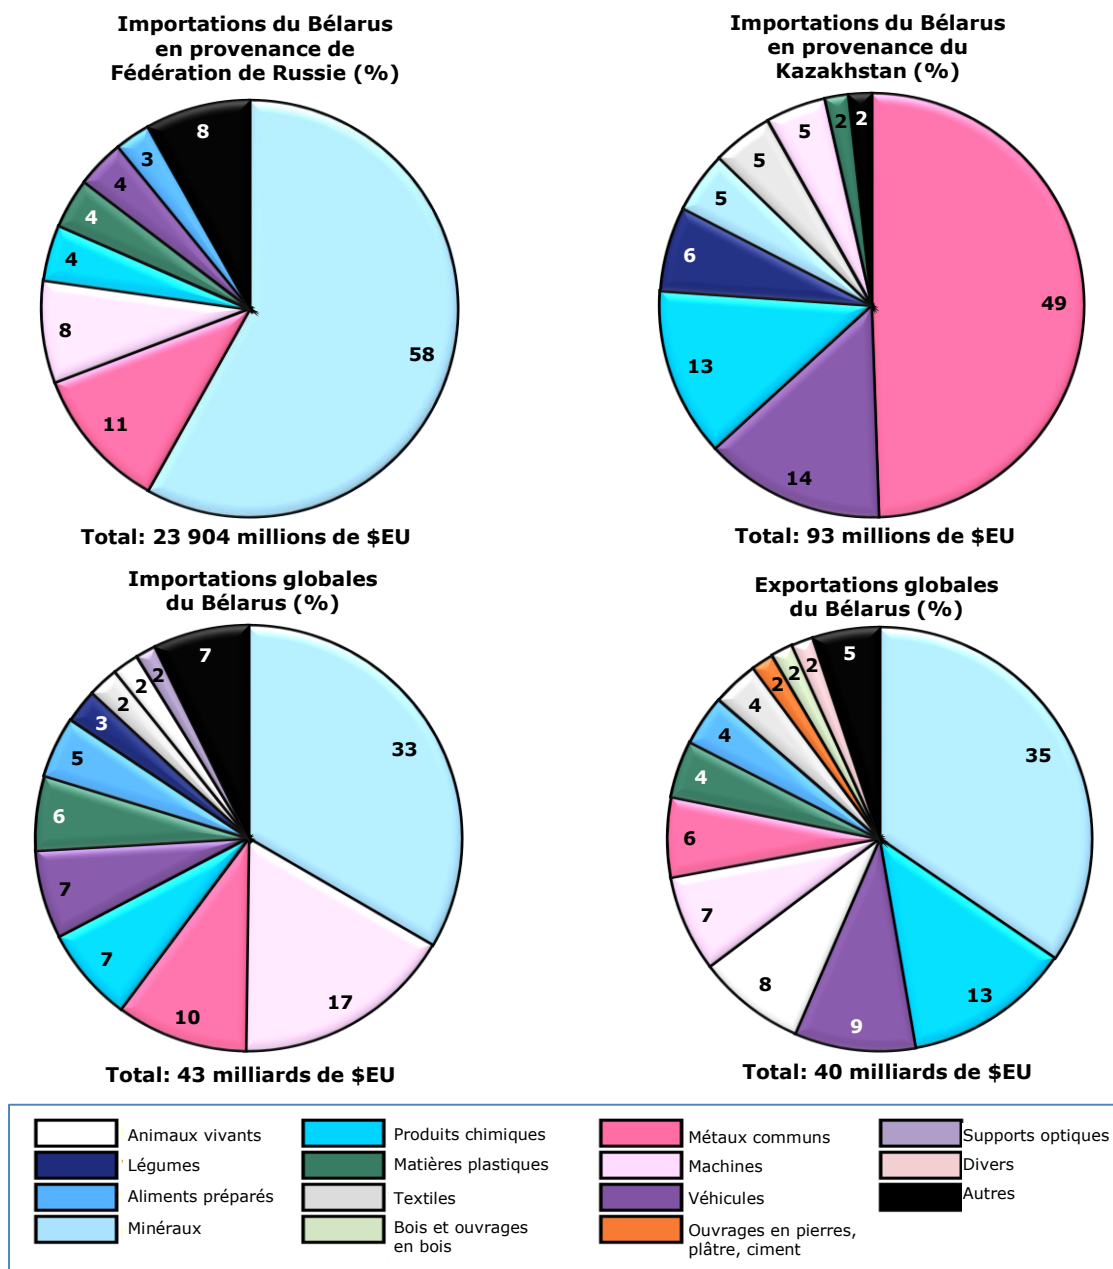 Importations du Bélarus
en provenance de
Fédération de Russie (%)
8
3
4
4
4
8
11
58
Total: 23 904 millions de $EU
Importations du Bélarus
en provenance du
Kazakhstan (%)
2
2
5
5
5
6
13
14
49
Total: 93 millions de $EU
Importations globales
du Bélarus (%)
7
2
2
2
3
5
6
7
7
10
17
33
Total: 43 milliards de $EU
Exportations globales
du Bélarus (%)
5
2
2
2
4
4
4
6
7
8
9
13
35
Total: 40 milliards de $EU
Animaux vivants
Légumes
Aliments préparés
Minéraux
Produits chimiques
Matières plastiques
Textiles
Bois et ouvrages
en bois
Métaux communs
Machines
Véhicules
Ouvrages en pierres,
plâtre, ciment
Supports optiques
Divers
Autres